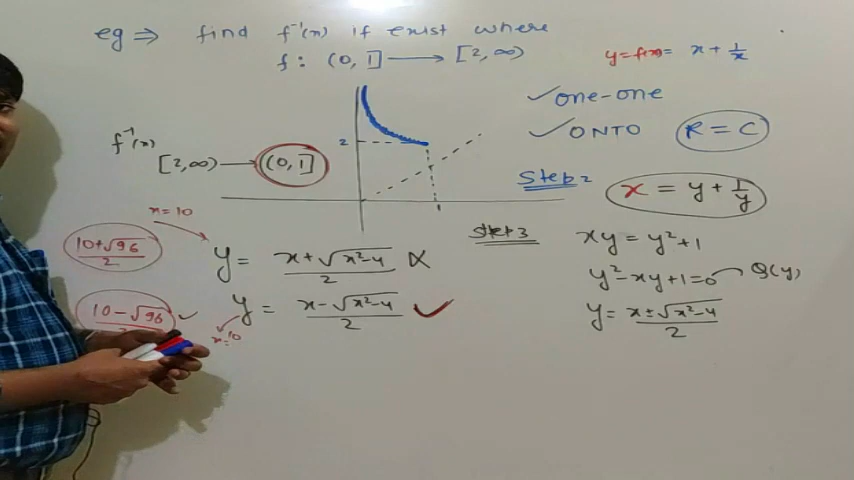 eg ⇒ find f⁻¹(x) if exist where
f : (0, 1] ⟶ [2, ∞) y = f(x) = x + 1/x
✓ one-one
✓ ONTO R = C
f⁻¹(x)
[2, ∞) ⟶ (0, 1]
2
1
Step 2 x = y + 1/y
x = 10
Step 3 xy = y² + 1
(10 + √96)/2 y = (x + √(x² - 4))/2 ×
y² - xy + 1 = 0 Q(y)
(10 - √96)/2 ✓ y = (x - √(x² - 4))/2 ✓
x = 10
y = (x ± √(x² - 4))/2